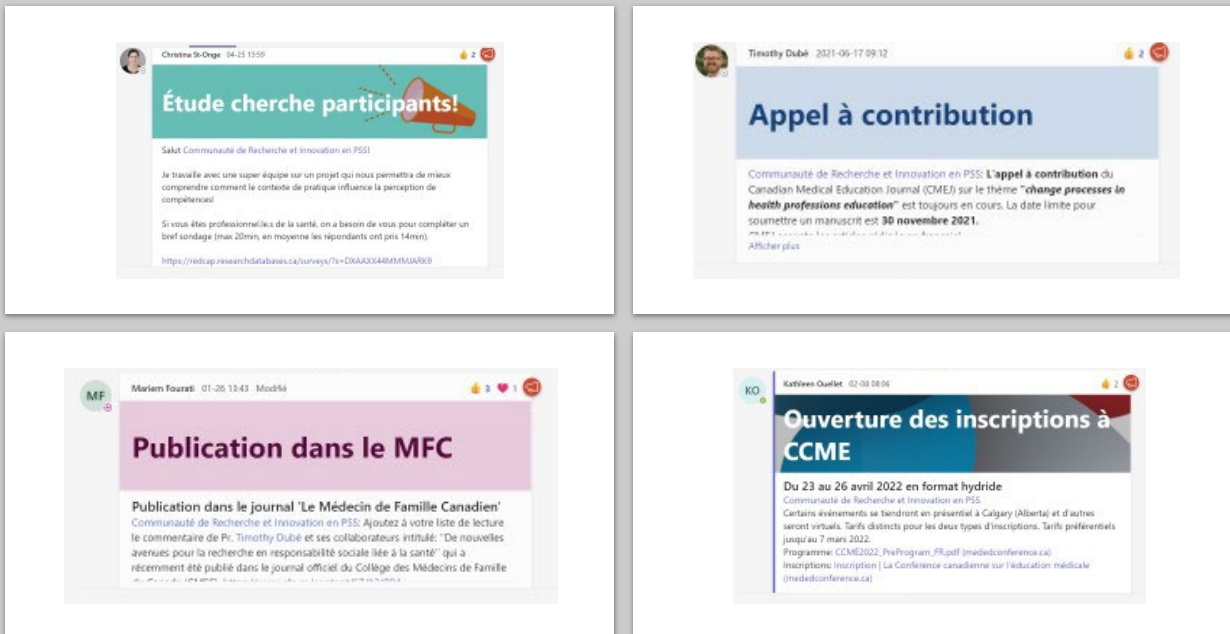 Christina St-Onge 04-25 13:59
2
Étude cherche participants!
Salut Communauté de Recherche et Innovation en PSS!
Je travaille avec une super équipe sur un projet qui nous permettra de mieux
comprendre comment le contexte de pratique influence la perception de
compétences!
Si vous êtes professionnel.le.s de la santé, on a besoin de vous pour compléter un
bref sondage (max 20min, en moyenne les répondants ont pris 14min).
https://redcap.researchdatabases.ca/surveys/?s=DXAAXX44MMMJARK9
Timothy Dubé 2021-06-17 09:12
2
Appel à contribution
Communauté de Recherche et Innovation en PSS: L'appel à contribution du
Canadian Medical Education Journal (CMEJ) sur le thème "change processes in
health professions education" est toujours en cours. La date limite pour
soumettre un manuscrit est 30 novembre 2021.
Afficher plus
MF
Mariem Fourati 01-26 13:43 Modifié
3 1
Publication dans le MFC
Publication dans le journal 'Le Médecin de Famille Canadien'
Communauté de Recherche et Innovation en PSS: Ajoutez à votre liste de lecture
le commentaire de Pr. Timothy Dubé et ses collaborateurs intitulé: "De nouvelles
avenues pour la recherche en responsabilité sociale liée à la santé" qui a
récemment été publié dans le journal officiel du Collège des Médecins de Famille
KO
Kathleen Ouellet 02-08 08:06
2
Ouverture des inscriptions à
CCME
Du 23 au 26 avril 2022 en format hydride
Communauté de Recherche et Innovation en PSS
Certains événements se tiendront en présentiel à Calgary (Alberta) et d'autres
seront virtuels. Tarifs distincts pour les deux types d'inscriptions. Tarifs préférentiels
jusqu'au 7 mars 2022.
Programme: CCME2022_PreProgram_FR.pdf (mededconference.ca)
Inscriptions: Inscription | La Conférence canadienne sur l'éducation médicale
(mededconference.ca)